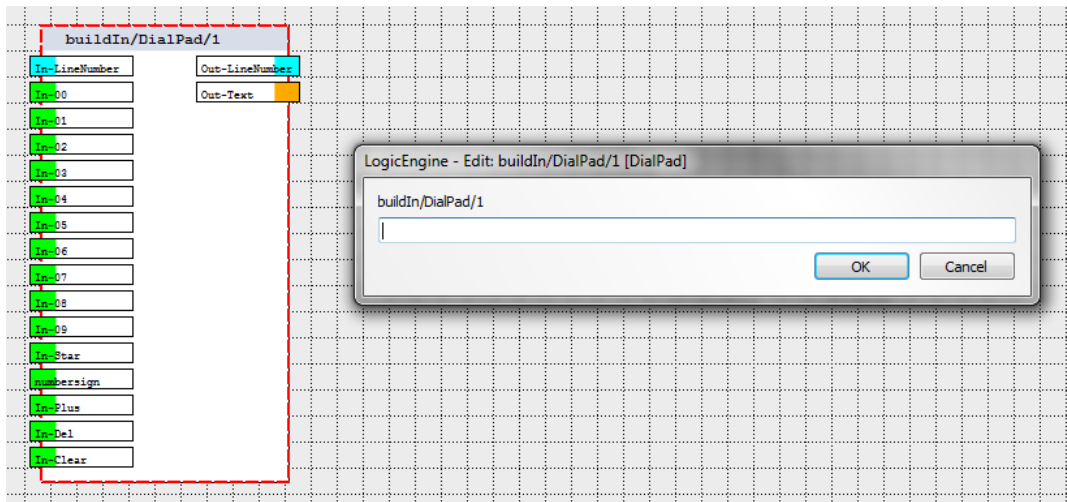 buildIn/DialPad/1
In-LineNumber
Out-LineNumber
In-00
Out-Text
In-01
In-02
In-03
In-04
In-05
In-06
In-07
In-08
In-09
In-Star
numbersign
In-Plus
In-Del
In-Clear
LogicEngine - Edit: buildIn/DialPad/1 [DialPad]
buildIn/DialPad/1
OK
Cancel